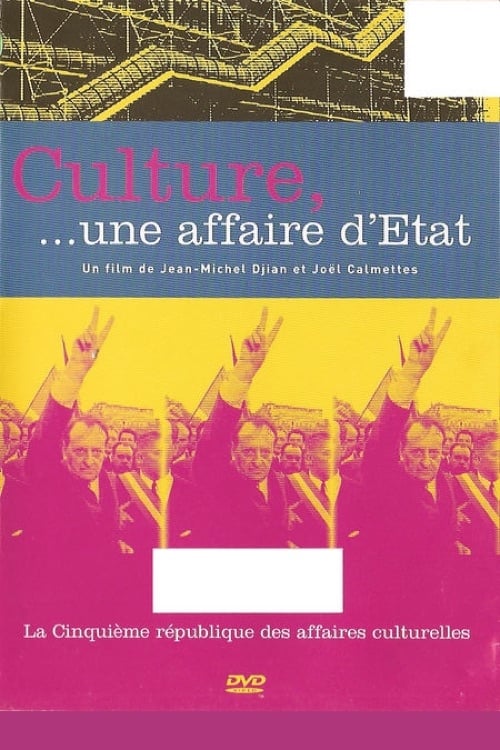 Culture,
...une affaire d'Etat
Un film de Jean-Michel Djian et Joël Calmettes
La Cinquième république des affaires culturelles
DVD
VIDEO